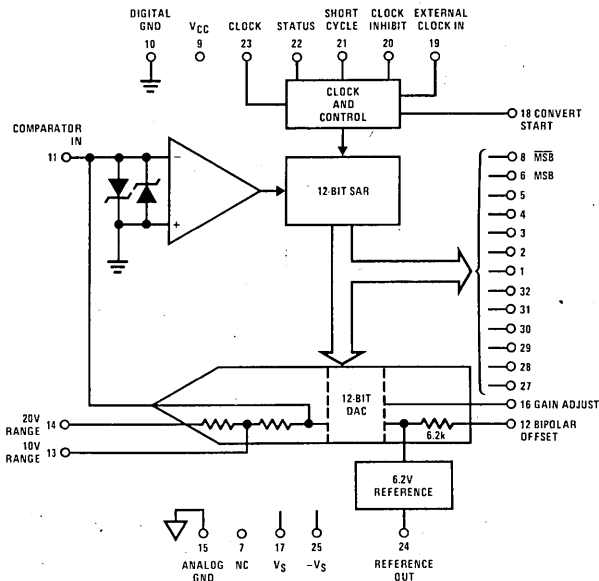 DIGITAL GND 10
VCC 9
CLOCK 23
STATUS 22
SHORT CYCLE 21
CLOCK INHIBIT 20
EXTERNAL CLOCK IN 19
CLOCK AND CONTROL
18 CONVERT START
COMPARATOR IN 11
−
+
12-BIT SAR
8 M̅S̅B̅
6 MSB
5
4
3
2
1
32
31
30
29
28
27
12-BIT DAC
16 GAIN ADJUST
20V RANGE 14
6.2k
12 BIPOLAR OFFSET
10V RANGE 13
6.2V REFERENCE
15 ANALOG GND
7 NC
17 VS
25 −VS
24 REFERENCE OUT